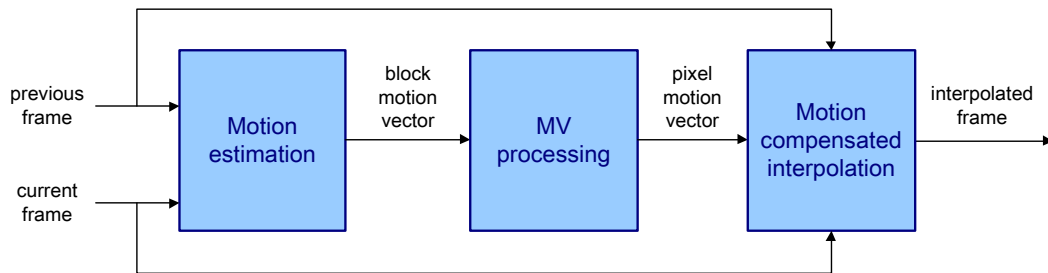 previous
frame
current
frame
Motion
estimation
block
motion
vector
MV
processing
pixel
motion
vector
Motion
compensated
interpolation
interpolated
frame